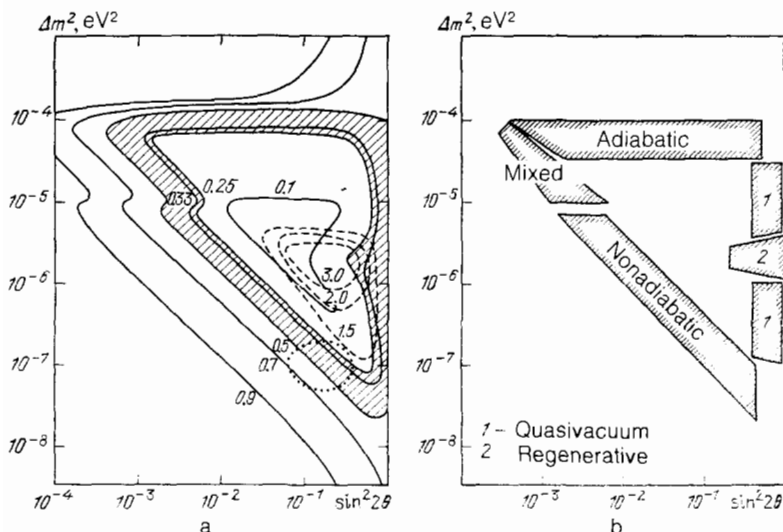 Δm², eV²
10⁻⁴
10⁻⁵
10⁻⁶
10⁻⁷
10⁻⁸
0.33
0.25
0.1
3.0
2.0
1.5
0.5
0.7
0.9
10⁻⁴
10⁻³
10⁻²
10⁻¹
sin²2θ
a
Δm², eV²
10⁻⁴
10⁻⁵
10⁻⁶
10⁻⁷
10⁻⁸
Adiabatic
Mixed
1
2
Nonadiabatic
1
1 – Quasivacuum
2 Regenerative
10⁻³
10⁻²
10⁻¹
sin²2θ
b